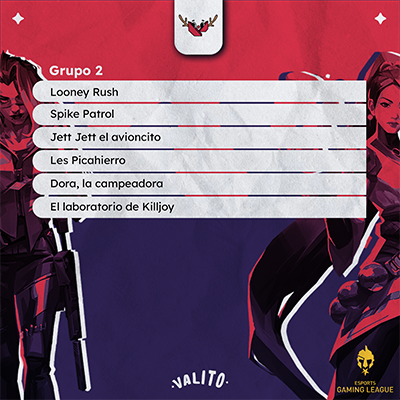 Grupo 2
Looney Rush
Spike Patrol
Jett Jett el avioncito
Les Picahierro
Dora, la campeadora
El laboratorio de Killjoy
·VALITO·
ESPORTS
GAMING LEAGUE